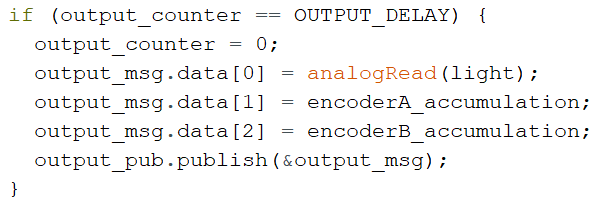 if (output_counter == OUTPUT_DELAY) {
  output_counter = 0;
  output_msg.data[0] = analogRead(light);
  output_msg.data[1] = encoderA_accumulation;
  output_msg.data[2] = encoderB_accumulation;
  output_pub.publish(&output_msg);
}